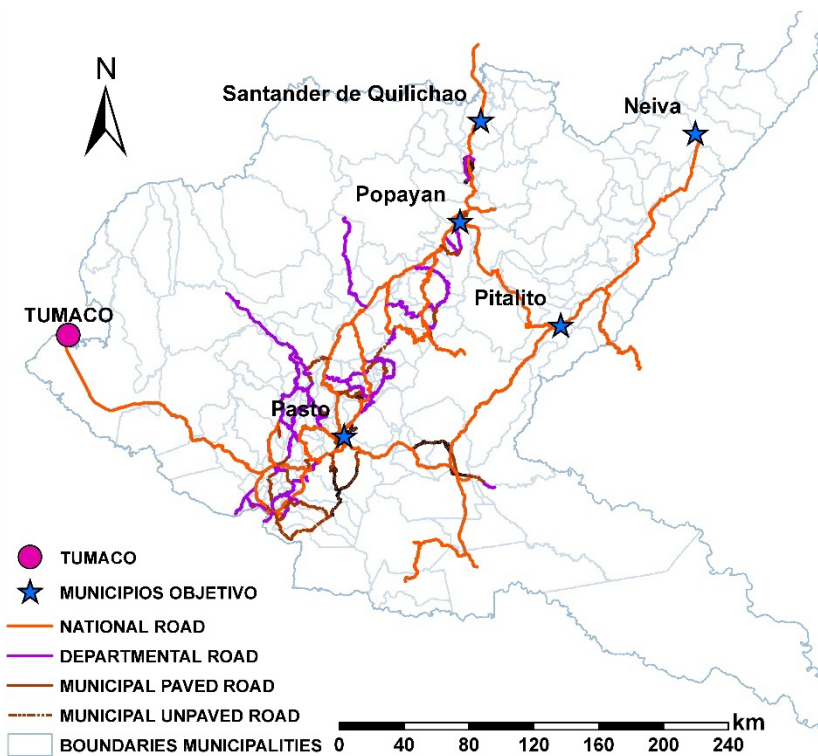 N
Santander de Quilichao
Neiva
Popayan
Pitalito
TUMACO
Pasto
TUMACO
MUNICIPIOS OBJETIVO
NATIONAL ROAD
DEPARTMENTAL ROAD
MUNICIPAL PAVED ROAD
MUNICIPAL UNPAVED ROAD
BOUNDARIES MUNICIPALITIES
km
0 40 80 120 160 200 240